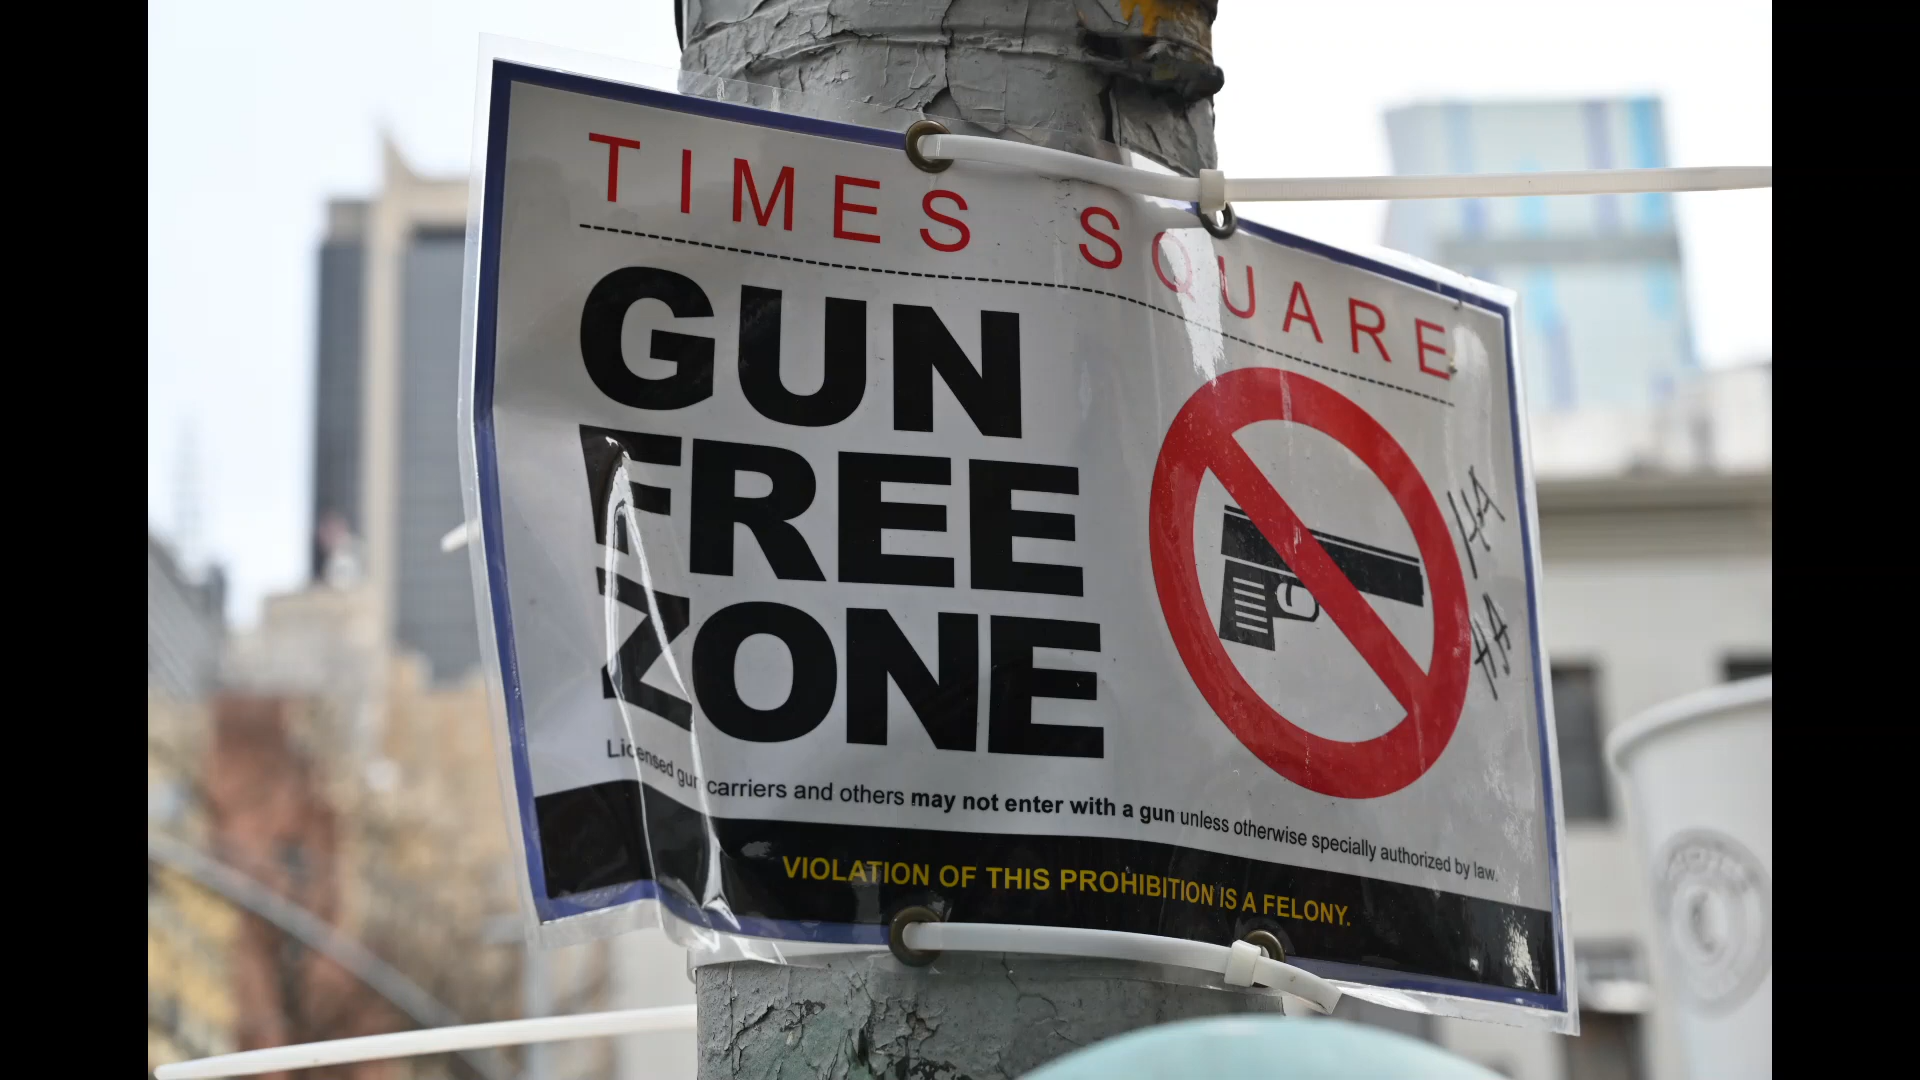 TIMES SQUARE
GUN
FREE
ZONE
Licensed gun carriers and others may not enter with a gun unless otherwise specially authorized by law.
VIOLATION OF THIS PROHIBITION IS A FELONY.
HA
HA